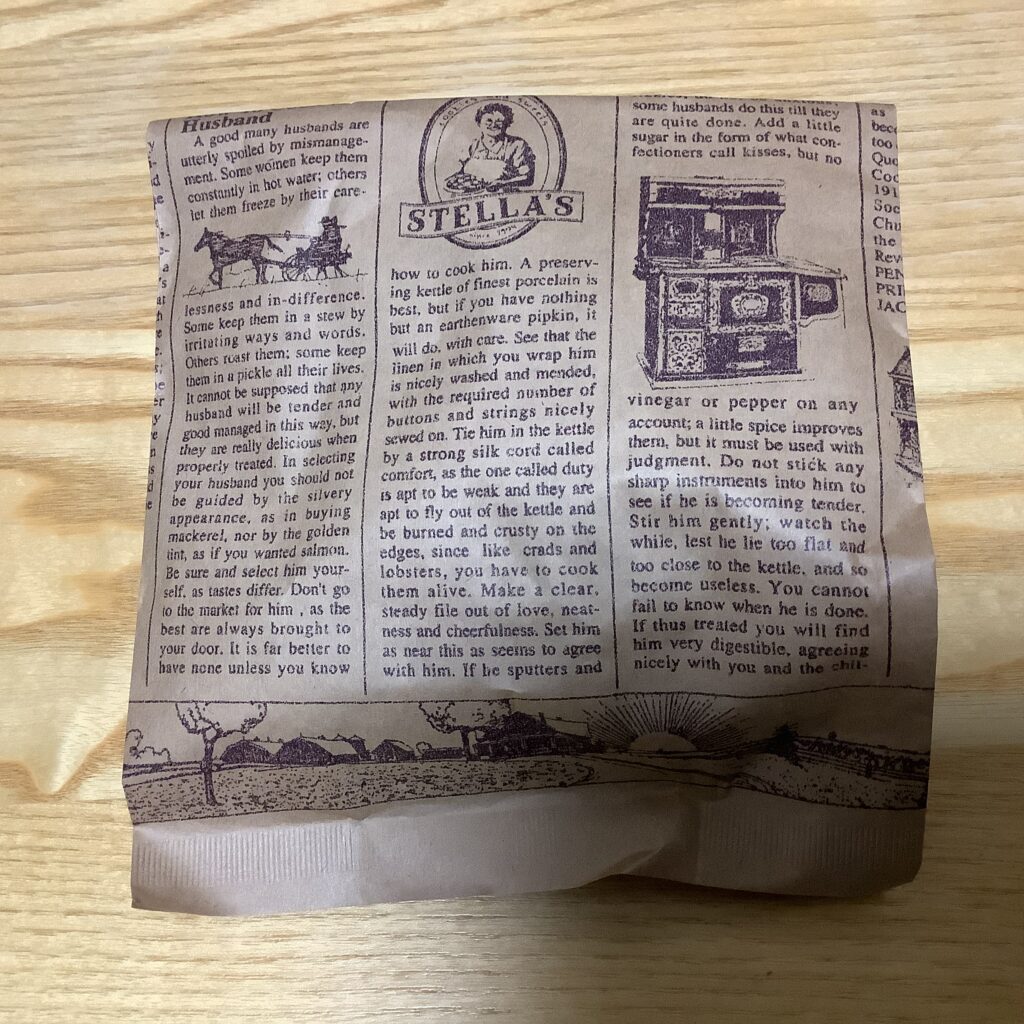 Husband
A good many husbands are
utterly spoiled by mismanage-
ment. Some women keep them
constantly in hot water; others
let them freeze by their care-
lessness and in-difference.
Some keep them in a stew by
irritating ways and words.
Others roast them; some keep
them in a pickle all their lives.
It cannot be supposed that any
husband will be tender and
good managed in this way, but
they are really delicious when
properly treated. In selecting
your husband you should not
be guided by the silvery
appearance, as in buying
mackerel, nor by the golden
tint, as if you wanted salmon.
Be sure and select him your-
self, as tastes differ. Don't go
to the market for him , as the
best are always brought to
your door. It is far better to
have none unless you know
STELLA'S
since 1994
how to cook him. A preserv-
ing kettle of finest porcelain is
best, but if you have nothing
but an earthenware pipkin, it
will do, with care. See that the
linen in which you wrap him
is nicely washed and mended,
with the required number of
buttons and strings nicely
sewed on. Tie him in the kettle
by a strong silk cord called
comfort, as the one called duty
is apt to be weak and they are
apt to fly out of the kettle and
be burned and crusty on the
edges, since like crads and
lobsters, you have to cook
them alive. Make a clear,
steady file out of love, neat-
ness and cheerfulness. Set him
as near this as seems to agree
with him. If he sputters and
some husbands do this till they
are quite done. Add a little
sugar in the form of what con-
fectioners call kisses, but no
vinegar or pepper on any
account; a little spice improves
them, but it must be used with
judgment. Do not stick any
sharp instruments into him to
see if he is becoming tender.
Stir him gently; watch the
while, lest he lie too flat and
too close to the kettle, and so
become useless. You cannot
fail to know when he is done.
If thus treated you will find
him very digestible, agreeing
nicely with you and the chil-
as
bec
too
Quo
Coo
191
Soc
Chu
the
Rev
PEN
PRI
JAC